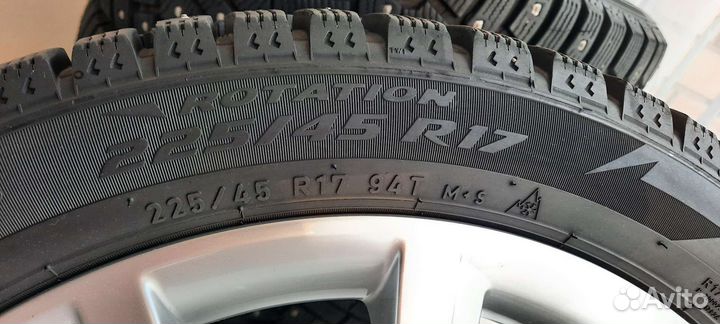 ROTATION
225/45 R17
225/45 R17 94T M+S
Avito